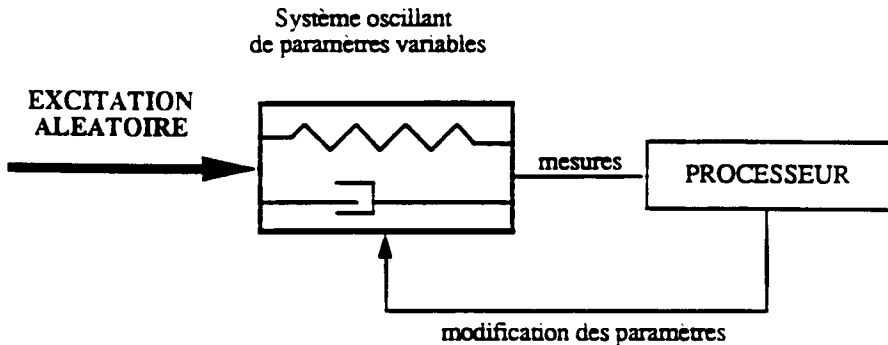 Système oscillant
de paramètres variables
EXCITATION
ALEATOIRE
mesures
PROCESSEUR
modification des paramètres